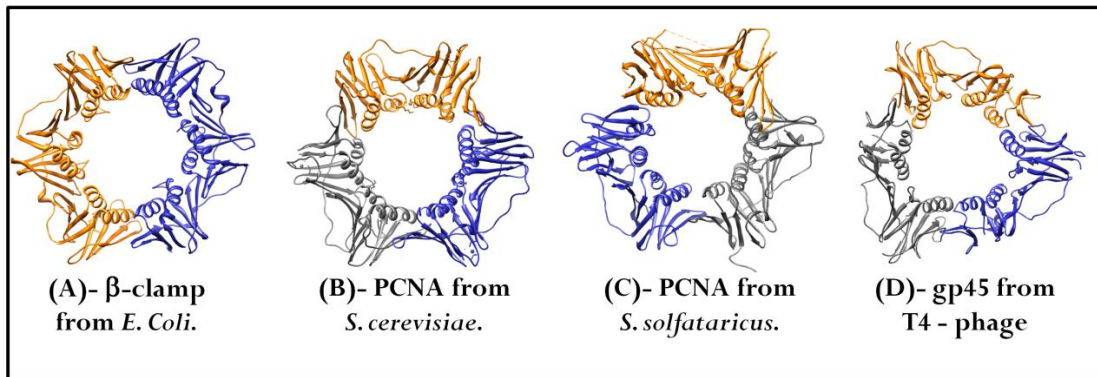 (A)- β-clamp
from E. Coli.
(B)- PCNA from
S. cerevisiae.
(C)- PCNA from
S. solfataricus.
(D)- gp45 from
T4 - phage